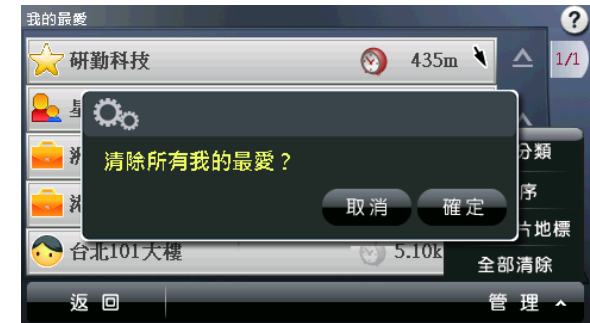 我的最愛
?
研勤科技 435m
1/1
清除所有我的最愛？
分類
取消 確定
序
片地標
台北101大樓 5.10k
全部清除
返回 管理